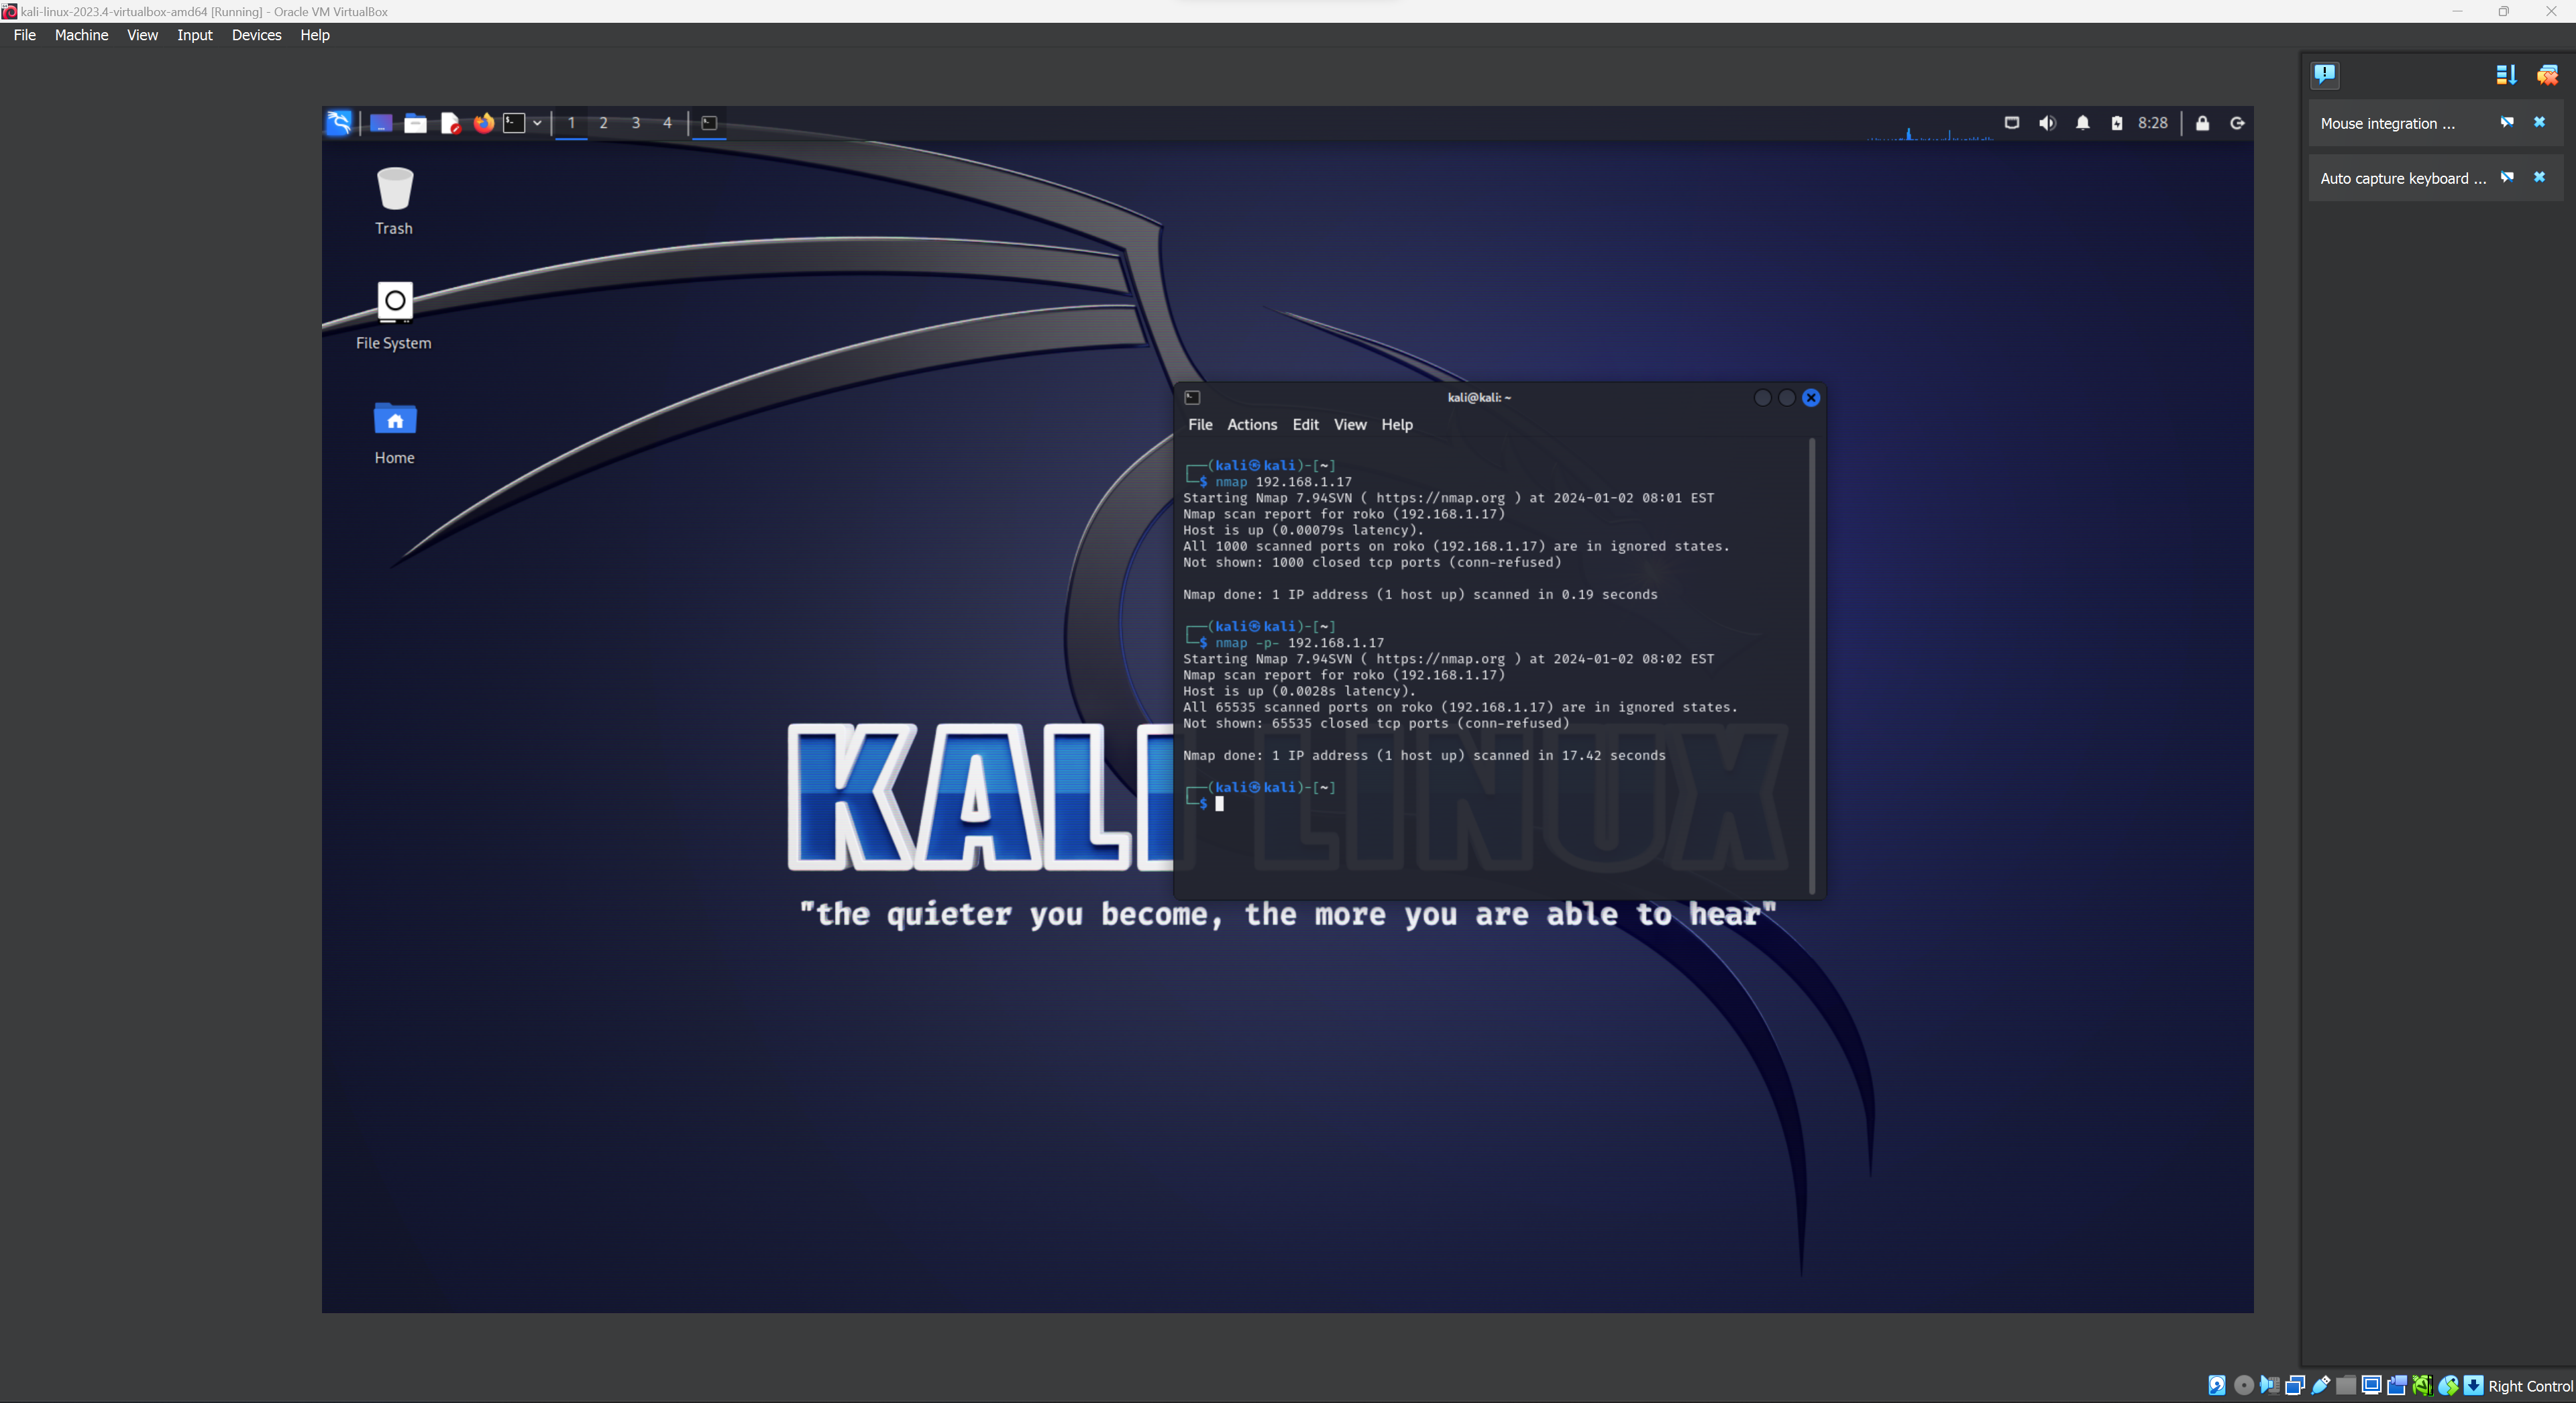 kali-linux-2023.4-virtualbox-amd64 [Running] - Oracle VM VirtualBox
File Machine View Input Devices Help
1 2 3 4 8:28
Mouse integration ...
Auto capture keyboard ...
Trash
File System
Home
kali@kali: ~
File Actions Edit View Help
┌──(kali㉿kali)-[~]
└─$ nmap 192.168.1.17
Starting Nmap 7.94SVN ( https://nmap.org ) at 2024-01-02 08:01 EST
Nmap scan report for roko (192.168.1.17)
Host is up (0.00079s latency).
All 1000 scanned ports on roko (192.168.1.17) are in ignored states.
Not shown: 1000 closed tcp ports (conn-refused)
Nmap done: 1 IP address (1 host up) scanned in 0.19 seconds
┌──(kali㉿kali)-[~]
└─$ nmap -p- 192.168.1.17
Starting Nmap 7.94SVN ( https://nmap.org ) at 2024-01-02 08:02 EST
Nmap scan report for roko (192.168.1.17)
Host is up (0.0028s latency).
All 65535 scanned ports on roko (192.168.1.17) are in ignored states.
Not shown: 65535 closed tcp ports (conn-refused)
Nmap done: 1 IP address (1 host up) scanned in 17.42 seconds
┌──(kali㉿kali)-[~]
└─$
KALI LINUX
"the quieter you become, the more you are able to hear"
Right Control